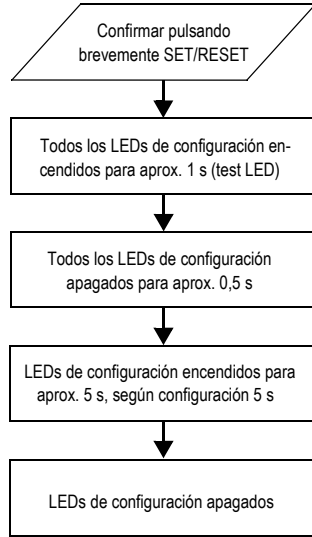 Confirmar pulsando
brevemente SET/RESET
Todos los LEDs de configuración en-
cendidos para aprox. 1 s (test LED)
Todos los LEDs de configuración
apagados para aprox. 0,5 s
LEDs de configuración encendidos para
aprox. 5 s, según configuración 5 s
LEDs de configuración apagados